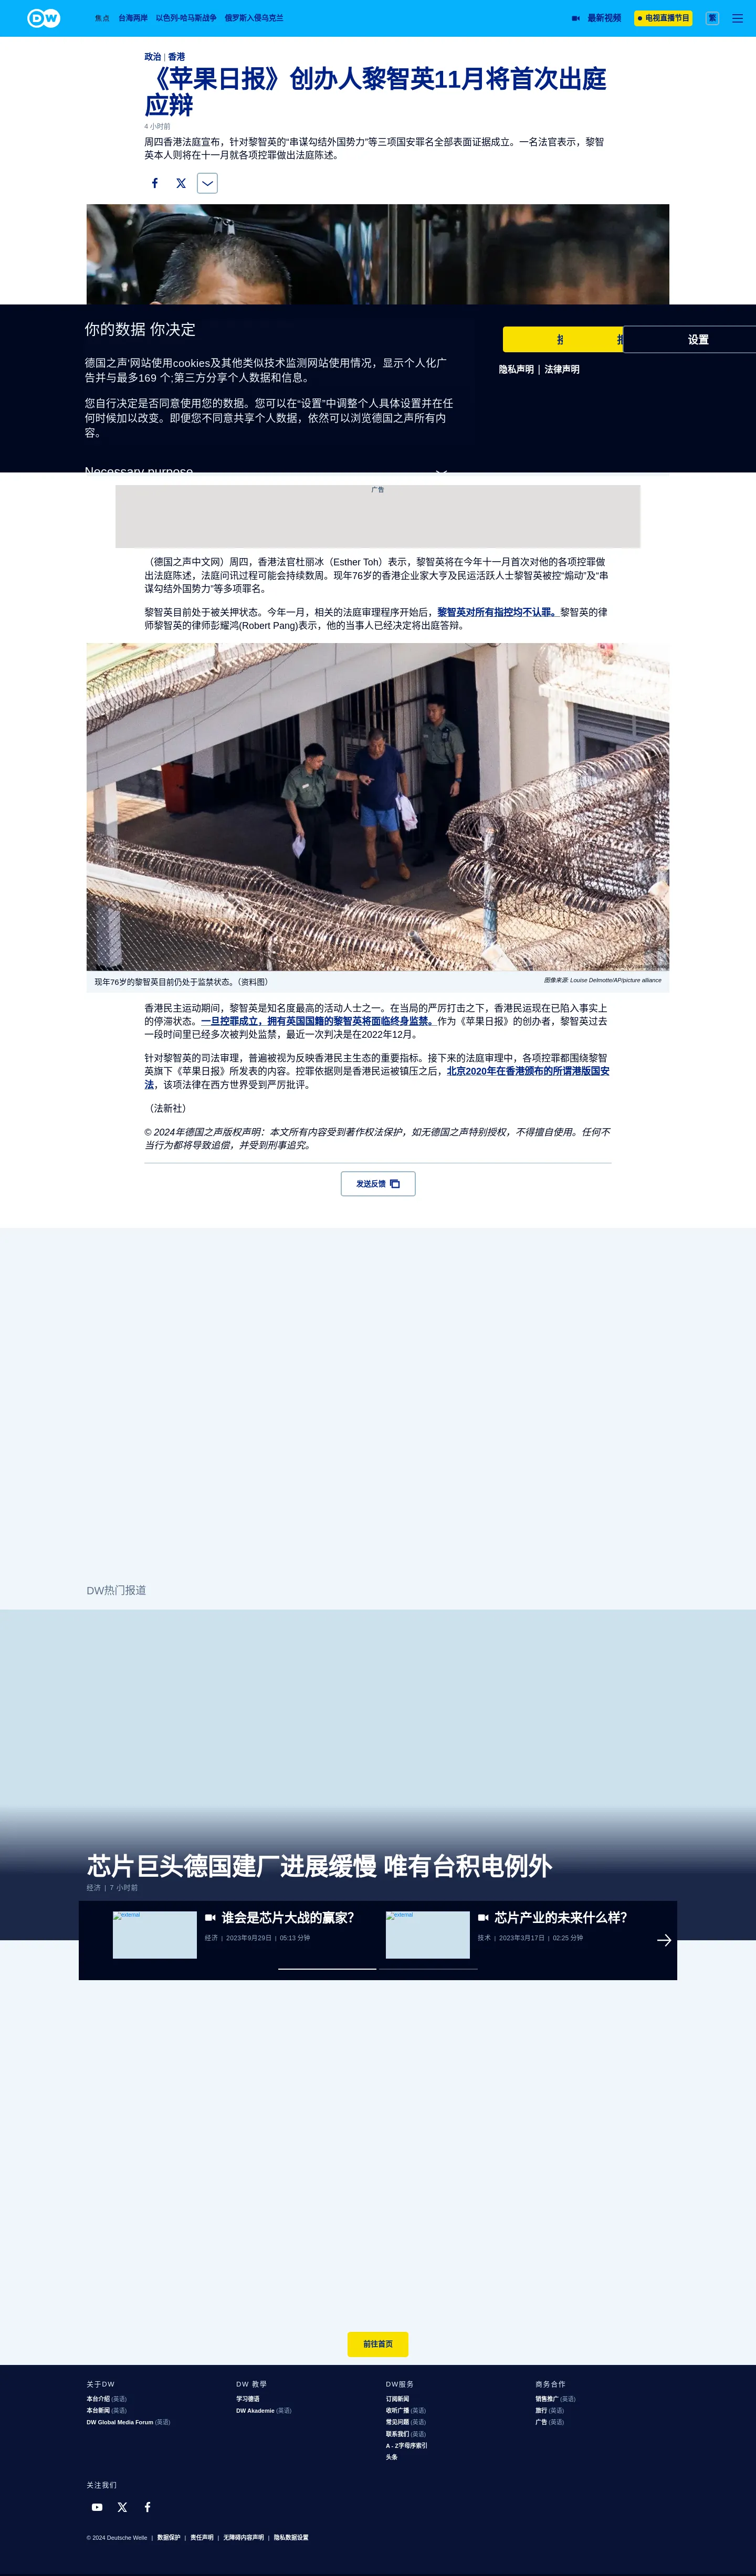 DW 焦点 台海两岸 以色列-哈马斯战争 俄罗斯入侵乌克兰 最新视频 电视直播节目 繁
政治 | 香港
《苹果日报》创办人黎智英11月将首次出庭
应辩
4 小时前
周四香港法庭宣布，针对黎智英的“串谋勾结外国势力”等三项国安罪名全部表面证据成立。一名法官表示，黎智
英本人则将在十一月就各项控罪做出法庭陈述。
你的数据 你决定
设置
德国之声'网站使用cookies及其他类似技术监测网站使用情况，显示个人化广
告并与最多169 个;第三方分享个人数据和信息。
隐私声明 | 法律声明
您自行决定是否同意使用您的数据。您可以在“设置”中调整个人具体设置并在任
何时候加以改变。即便您不同意共享个人数据，依然可以浏览德国之声所有内
容。
Necessary purpose
广告
（德国之声中文网）周四，香港法官杜丽冰（Esther Toh）表示，黎智英将在今年十一月首次对他的各项控罪做
出法庭陈述，法庭问讯过程可能会持续数周。现年76岁的香港企业家大亨及民运活跃人士黎智英被控“煽动”及“串
谋勾结外国势力”等多项罪名。
黎智英目前处于被关押状态。今年一月，相关的法庭审理程序开始后，黎智英对所有指控均不认罪。黎智英的律
师黎智英的律师彭耀鸿(Robert Pang)表示，他的当事人已经决定将出庭答辩。
现年76岁的黎智英目前仍处于监禁状态。（资料图）
图像来源: Louise Delmotte/AP/picture alliance
香港民主运动期间，黎智英是知名度最高的活动人士之一。在当局的严厉打击之下，香港民运现在已陷入事实上
的停滞状态。一旦控罪成立，拥有英国国籍的黎智英将面临终身监禁。作为《苹果日报》的创办者，黎智英过去
一段时间里已经多次被判处监禁，最近一次判决是在2022年12月。
针对黎智英的司法审理，普遍被视为反映香港民主生态的重要指标。接下来的法庭审理中，各项控罪都围绕黎智
英旗下《苹果日报》所发表的内容。控罪依据则是香港民运被镇压之后，北京2020年在香港颁布的所谓港版国安
法，该项法律在西方世界受到严厉批评。
（法新社）
© 2024年德国之声版权声明：本文所有内容受到著作权法保护，如无德国之声特别授权，不得擅自使用。任何不
当行为都将导致追偿，并受到刑事追究。
发送反馈
DW热门报道
芯片巨头德国建厂进展缓慢 唯有台积电例外
经济 | 7 小时前
external
谁会是芯片大战的赢家？
经济 | 2023年9月29日 | 05:13 分钟
external
芯片产业的未来什么样？
技术 | 2023年3月17日 | 02:25 分钟
前往首页
关于DW
本台介绍 (英语)
本台新闻 (英语)
DW Global Media Forum (英语)
DW 教學
学习德语
DW Akademie (英语)
DW服务
订阅新闻
收听广播 (英语)
常见问题 (英语)
联系我们 (英语)
A - Z字母序索引
头条
商务合作
销售推广 (英语)
旅行 (英语)
广告 (英语)
关注我们
© 2024 Deutsche Welle | 数据保护 | 责任声明 | 无障碍内容声明 | 隐私数据设置